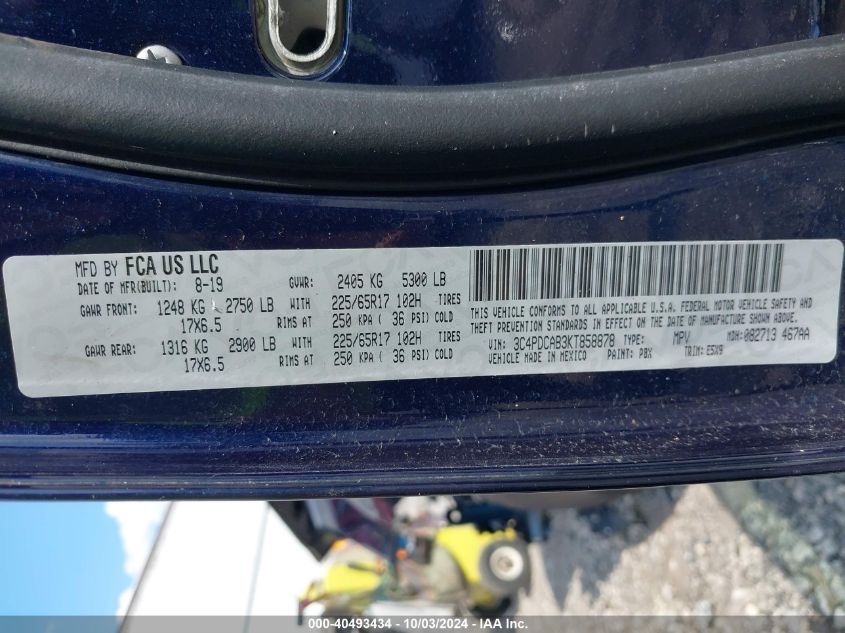 MFD BY FCA US LLC
DATE OF MFR(BUILT): 8-19 GVWR: 2405 KG 5300 LB
GAWR FRONT: 1248 KG 2750 LB WITH 225/65R17 102H TIRES
17X6.5 RIMS AT 250 KPA ( 36 PSI) COLD
GAWR REAR: 1316 KG 2900 LB WITH 225/65R17 102H TIRES
17X6.5 RIMS AT 250 KPA ( 36 PSI) COLD
THIS VEHICLE CONFORMS TO ALL APPLICABLE U.S.A. FEDERAL MOTOR VEHICLE SAFETY AND
THEFT PREVENTION STANDARDS IN EFFECT ON THE DATE OF MANUFACTURE SHOWN ABOVE.
VIN: 3C4PDCAB3KT858878 TYPE: MPV MDH: 082713 467AA
VEHICLE MADE IN MEXICO PAINT: PBX TRIM: E5X9
000-40493434 - 10/03/2024 - IAA Inc.